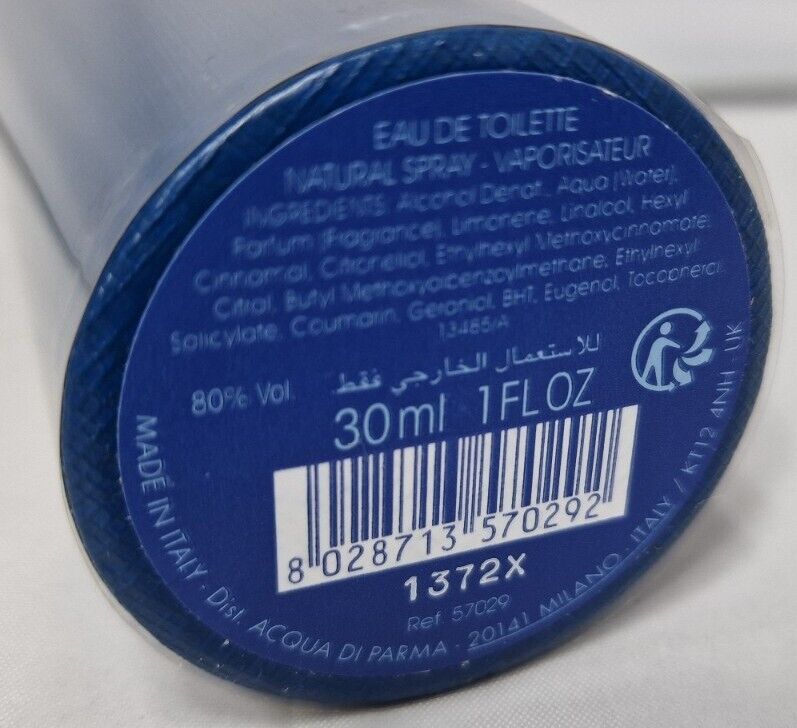 EAU DE TOILETTE
NATURAL SPRAY - VAPORISATEUR
INGREDIENTS: Alcohol Denat., Aqua (Water),
Parfum (Fragrance), Limonene, Linalool, Hexyl
Cinnamal, Citronellol, Ethylhexyl Methoxycinnamate,
Citral, Butyl Methoxydibenzoylmethane, Ethylhexyl
Salicylate, Coumarin, Geraniol, BHT, Eugenol, Tocopherol.
13485/A
للاستعمال الخارجي فقط
80% Vol.
30 ml 1 FL OZ
8 028713 570292
1372X
Ref. 57029
MADE IN ITALY - Dist. ACQUA DI PARMA - 20141 MILANO - ITALY / KT12 4NH - UK